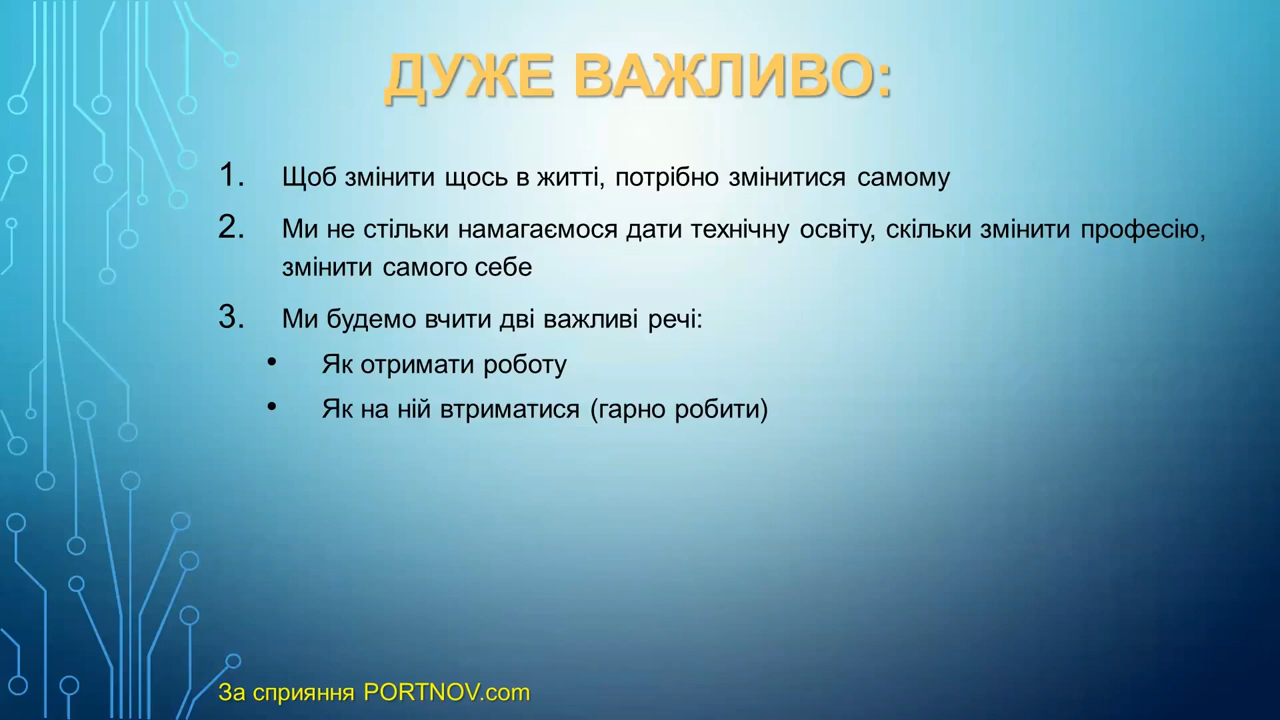 ДУЖЕ ВАЖЛИВО:
1. Щоб змінити щось в житті, потрібно змінитися самому
2. Ми не стільки намагаємося дати технічну освіту, скільки змінити професію,
змінити самого себе
3. Ми будемо вчити дві важливі речі:
• Як отримати роботу
• Як на ній втриматися (гарно робити)
За сприяння PORTNOV.com